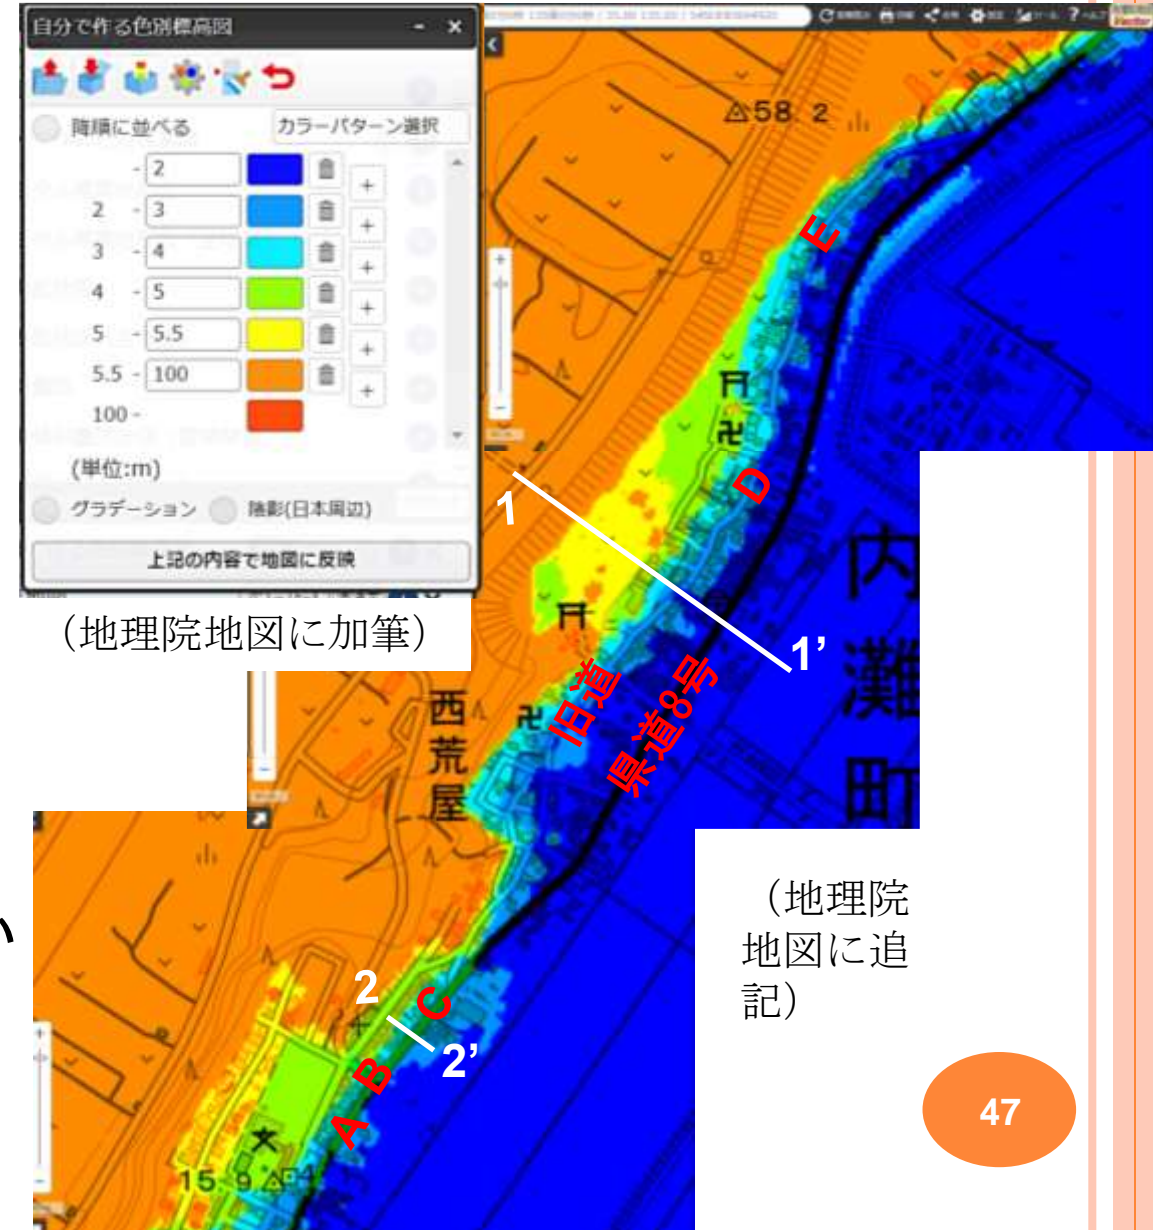 自分で作る色別標高図
降順に並べる
カラーパターン選択
- 2
2 - 3
3 - 4
4 - 5
5 - 5.5
5.5 - 100
100 -
(単位:m)
グラデーション
陰影(日本周辺)
上記の内容で地図に反映
（地理院地図に加筆）
58.2
E
D
1
1’
内灘町
旧道
県道8号
西荒屋
い
2
C
2’
B
A
15.9
（地理院
地図に追
記）
47